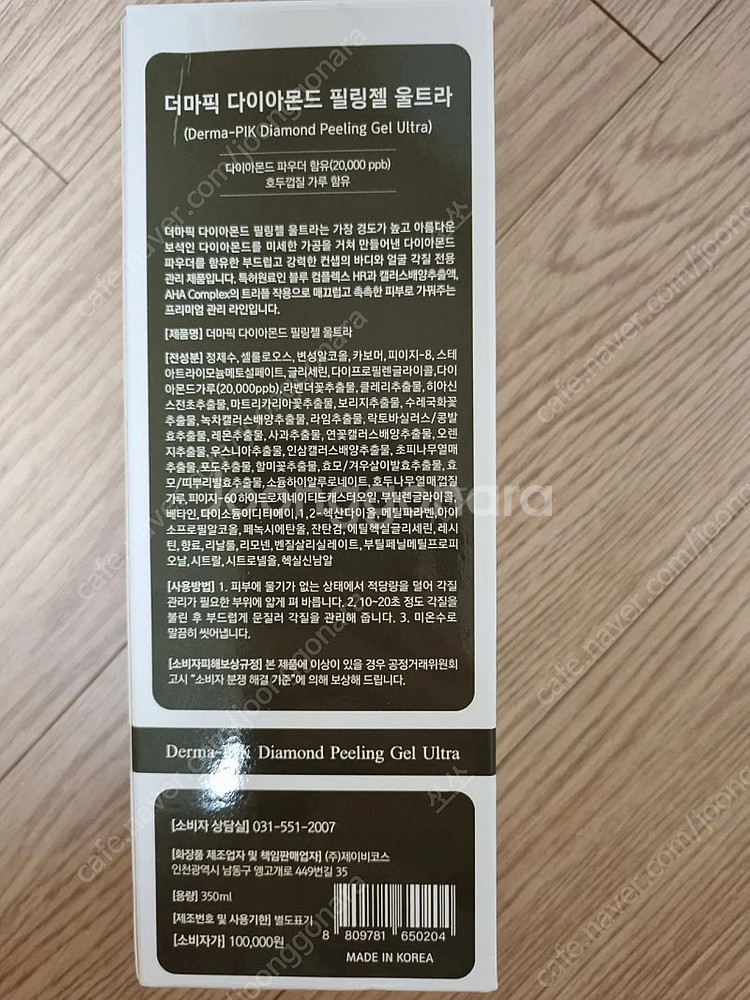 더마픽 다이아몬드 필링젤 울트라
(Derma-PIK Diamond Peeling Gel Ultra)
다이아몬드 파우더 함유(20,000 ppb)
호두껍질 가루 함유
더마픽 다이아몬드 필링젤 울트라는 가장 경도가 높고 아름다운
보석인 다이아몬드를 미세한 가공을 거쳐 만들어낸 다이아몬드
파우더를 함유한 부드럽고 강력한 컨셉의 바디와 얼굴 각질 전용
관리 제품입니다. 특허원료인 블루 컴플렉스 HR과 캘러스배양추출액,
AHA Complex의 트리플 작용으로 매끄럽고 촉촉한 피부로 가꿔주는
프리미엄 관리 라인입니다.
[제품명] 더마픽 다이아몬드 필링젤 울트라
[전성분] 정제수, 셀룰로오스, 변성알코올, 카보머, 피이지-8, 스테
아트라이모늄메토설페이트, 글리세린, 다이프로필렌글라이콜, 다이
아몬드가루(20,000ppb), 라벤더꽃추출물, 클레리추출물, 히아신
스전초추출물, 마트리카리아꽃추출물, 보리지추출물, 수레국화꽃
추출물, 녹차캘러스배양추출물, 라임추출물, 락토바실러스/콩발
효추출물, 레몬추출물, 사과추출물, 연꽃캘러스배양추출물, 오렌
지추출물, 우스니아추출물, 인삼캘러스배양추출물, 초피나무열매
추출물, 포도추출물, 할미꽃추출물, 효모/겨우살이발효추출물, 효
모/띠뿌리발효추출물, 소듐하이알루로네이트, 호두나무열매껍질
가루, 피이지-60 하이드로제네이티드캐스터오일, 부틸렌글라이콜,
베타인, 다이소듐이디티에이, 1,2-헥산다이올, 메틸파라벤, 아이
소프로필알코올, 페녹시에탄올, 잔탄검, 에틸헥실글리세린, 레시
틴, 향료, 리날룰, 리모넨, 벤질살리실레이트, 부틸페닐메틸프로피
오날, 시트랄, 시트로넬올, 헥실신남알
[사용방법] 1. 피부에 물기가 없는 상태에서 적당량을 덜어 각질
관리가 필요한 부위에 얇게 펴 바릅니다. 2. 10~20초 정도 각질을
불린 후 부드럽게 문질러 각질을 관리해 줍니다. 3. 미온수로
말끔히 씻어냅니다.
[소비자피해보상규정] 본 제품에 이상이 있을 경우 공정거래위원회
고시 "소비자 분쟁 해결 기준"에 의해 보상해 드립니다.
Derma-PIK Diamond Peeling Gel Ultra
[소비자 상담실] 031-551-2007
[화장품 제조업자 및 책임판매업자] (주)제이비코스
인천광역시 남동구 앵고개로 449번길 35
[용량] 350ml
[제조번호 및 사용기한] 별도표기
[소비자가] 100,000원
8 809781 650204
MADE IN KOREA
cafe.naver.com/joonggonara